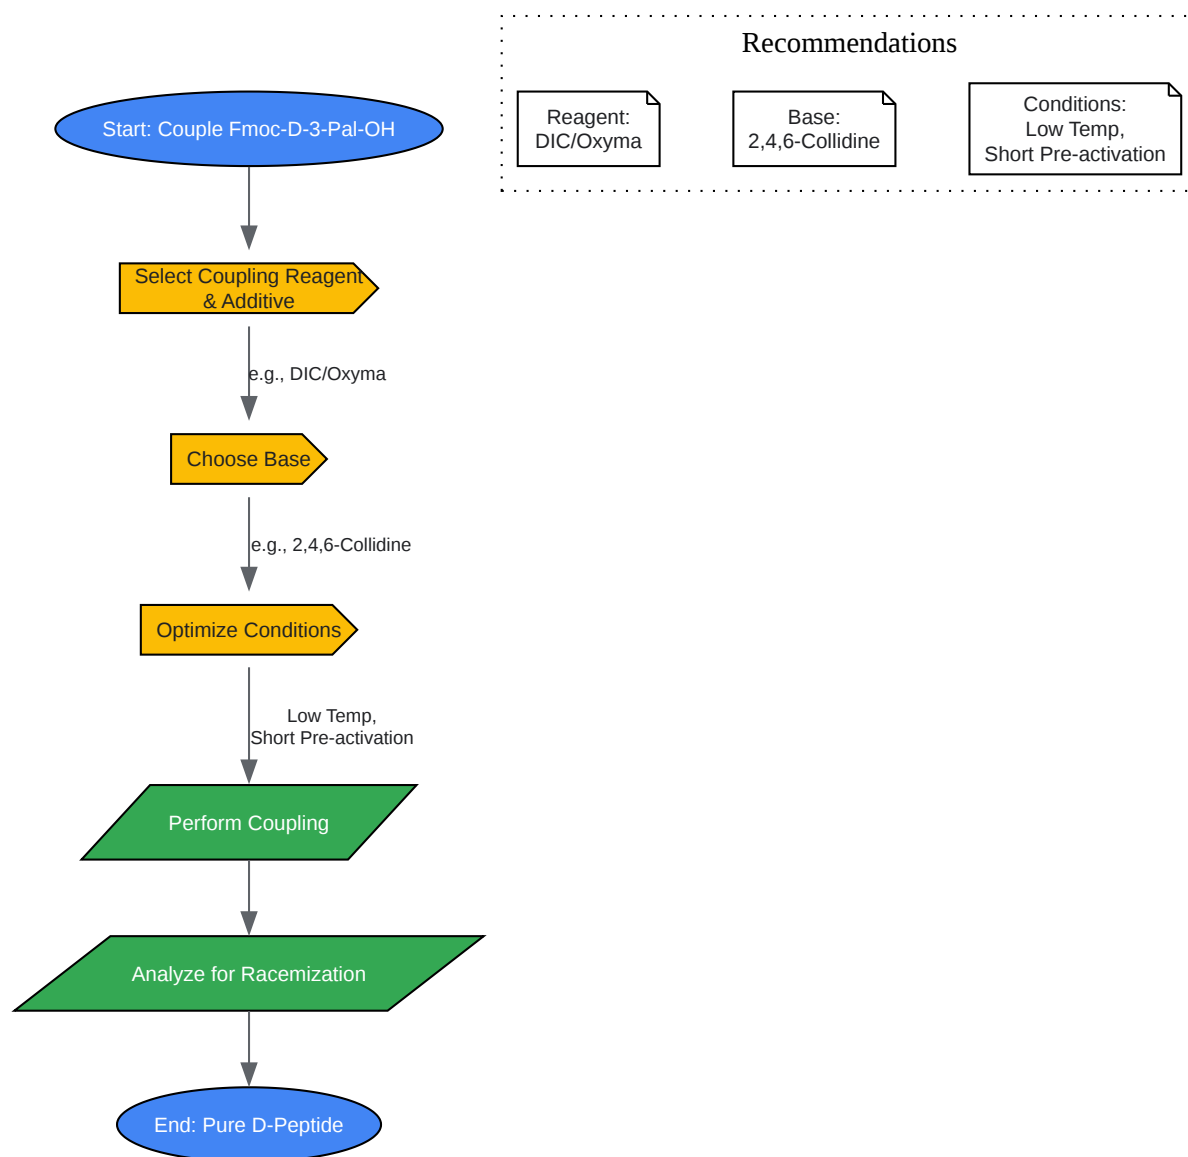 Recommendations
Reagent:
DIC/Oxyma
Base:
2,4,6-Collidine
Conditions:
Low Temp,
Short Pre-activation
Start: Couple Fmoc-D-3-Pal-OH
Select Coupling Reagent
& Additive
e.g., DIC/Oxyma
Choose Base
e.g., 2,4,6-Collidine
Optimize Conditions
Low Temp,
Short Pre-activation
Perform Coupling
Analyze for Racemization
End: Pure D-Peptide